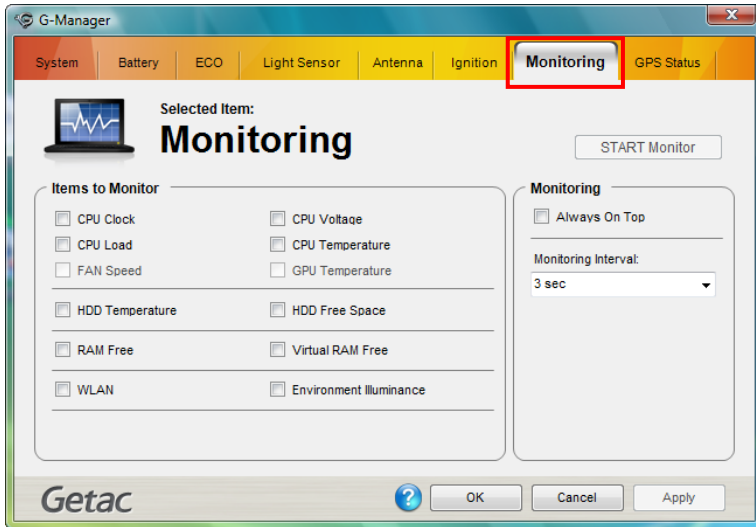 G-Manager
System Battery ECO Light Sensor Antenna Ignition Monitoring GPS Status
Selected Item:
Monitoring
START Monitor
Items to Monitor
CPU Clock CPU Voltage
CPU Load CPU Temperature
FAN Speed GPU Temperature
HDD Temperature HDD Free Space
RAM Free Virtual RAM Free
WLAN Environment Illuminance
Monitoring
Always On Top
Monitoring Interval:
3 sec
Getac
? OK Cancel Apply